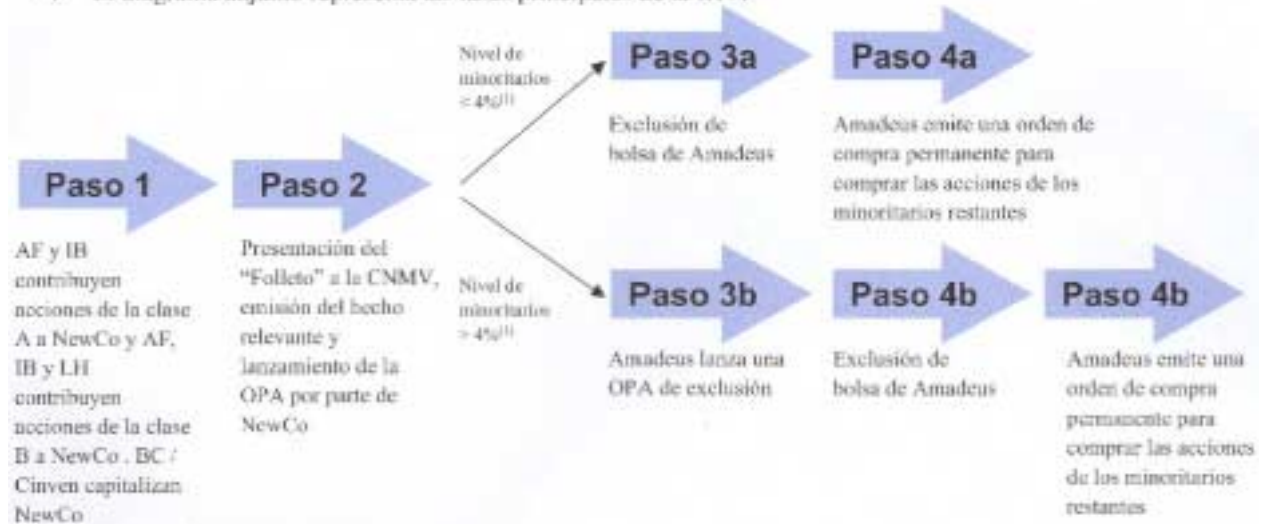 Nivel de
minoritarios
Paso 3a
Paso 4a
Exclusión de
bolsa de Amadeus
Amadeus emite una orden de
compra permanente para
comprar las acciones de los
minoritarios restantes
Paso 1
Paso 2
AF y IB
contribuyen
acciones de la clase
A a NewCo y AF,
IB y LH
contribuyen
acciones de la clase
B a NewCo . BC /
Cinven capitalizan
NewCo
Presentación del
“Folleto” a la CNMV,
emisión del hecho
relevante y
lanzamiento de la
OPA por parte de
NewCo
Nivel de
minoritarios
> 4%(1)
Paso 3b
Paso 4b
Paso 4b
Amadeus lanza una
OPA de exclusión
Exclusión de
bolsa de Amadeus
Amadeus emite una
orden de compra
permanente para
comprar las acciones
de los minoritarios
restantes